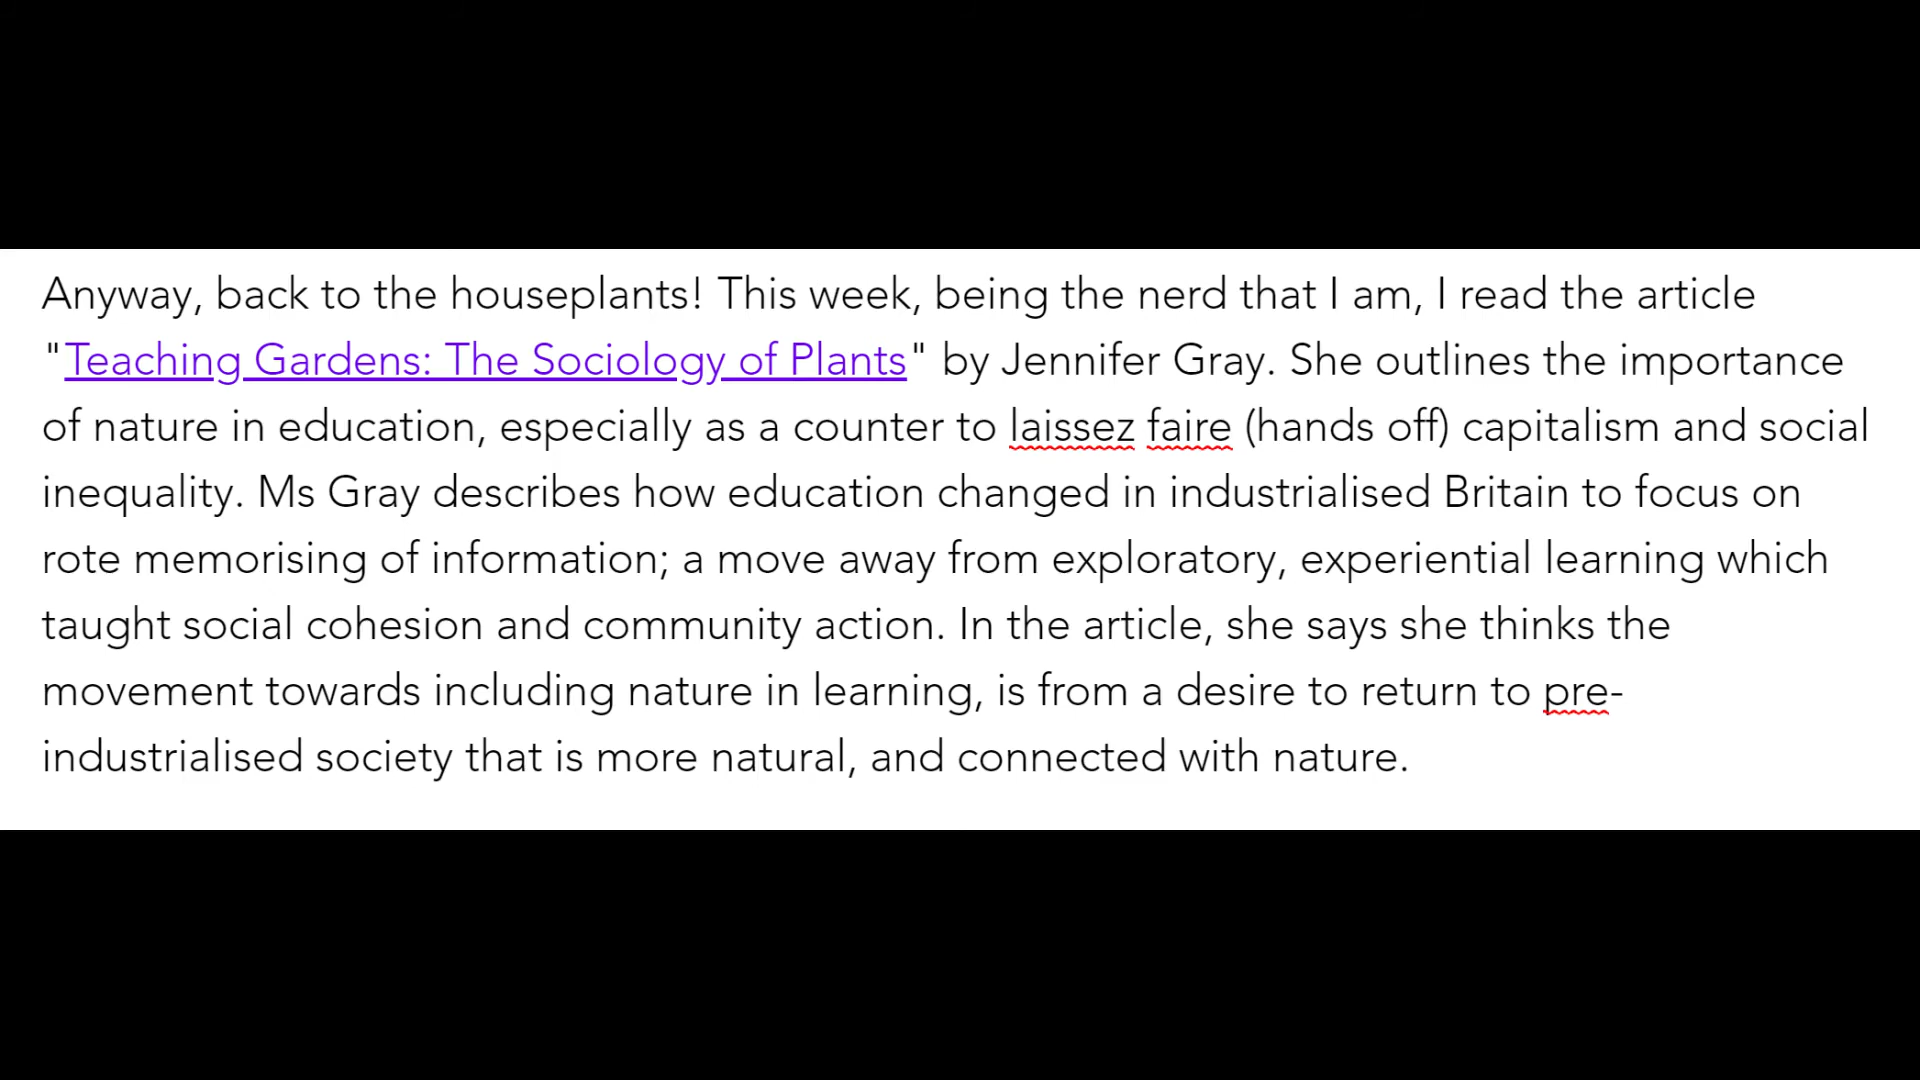 Anyway, back to the houseplants! This week, being the nerd that I am, I read the article
"Teaching Gardens: The Sociology of Plants" by Jennifer Gray. She outlines the importance
of nature in education, especially as a counter to laissez faire (hands off) capitalism and social
inequality. Ms Gray describes how education changed in industrialised Britain to focus on
rote memorising of information; a move away from exploratory, experiential learning which
taught social cohesion and community action. In the article, she says she thinks the
movement towards including nature in learning, is from a desire to return to pre-
industrialised society that is more natural, and connected with nature.